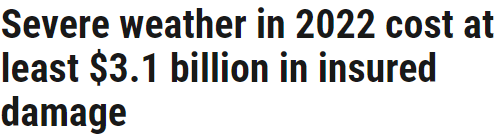 Severe weather in 2022 cost at
least $3.1 billion in insured
damage